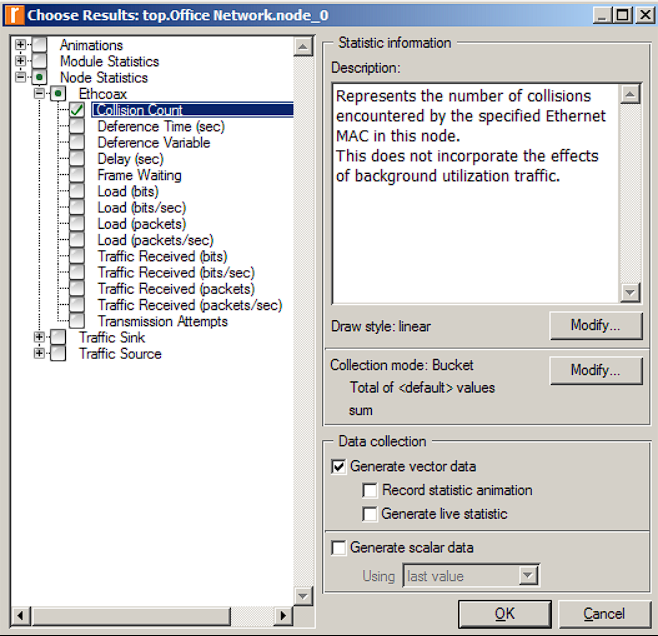 Choose Results: top.Office Network.node_0
Animations
Module Statistics
Node Statistics
Ethcoax
Collision Count
Deference Time (sec)
Deference Variable
Delay (sec)
Frame Waiting
Load (bits)
Load (bits/sec)
Load (packets)
Load (packets/sec)
Traffic Received (bits)
Traffic Received (bits/sec)
Traffic Received (packets)
Traffic Received (packets/sec)
Transmission Attempts
Traffic Sink
Traffic Source
Statistic information
Description:
Represents the number of collisions
encountered by the specified Ethernet
MAC in this node.
This does not incorporate the effects
of background utilization traffic.
Draw style: linear
Modify...
Collection mode: Bucket
Modify...
Total of <default> values
sum
Data collection
Generate vector data
Record statistic animation
Generate live statistic
Generate scalar data
Using last value
OK
Cancel